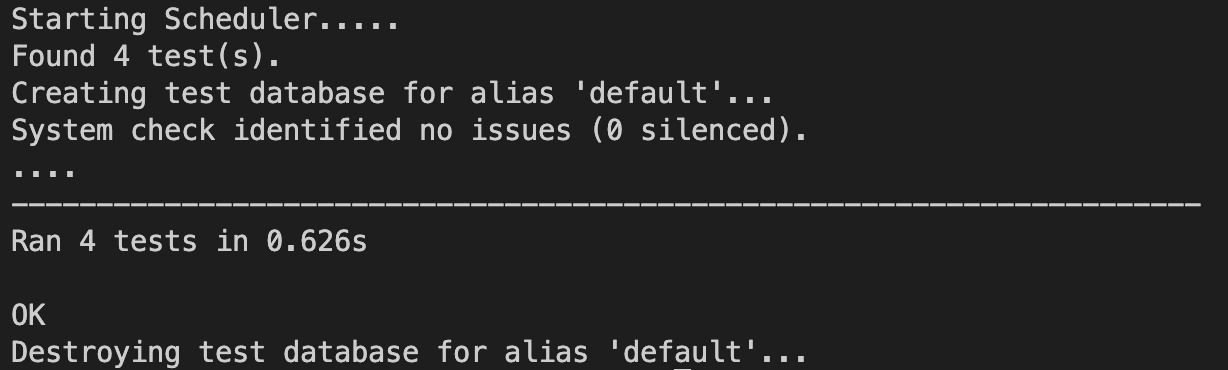 Starting Scheduler.....
Found 4 test(s).
Creating test database for alias 'default'...
System check identified no issues (0 silenced).
....
----------------------------------------------------------------------
Ran 4 tests in 0.626s
OK
Destroying test database for alias 'default'...